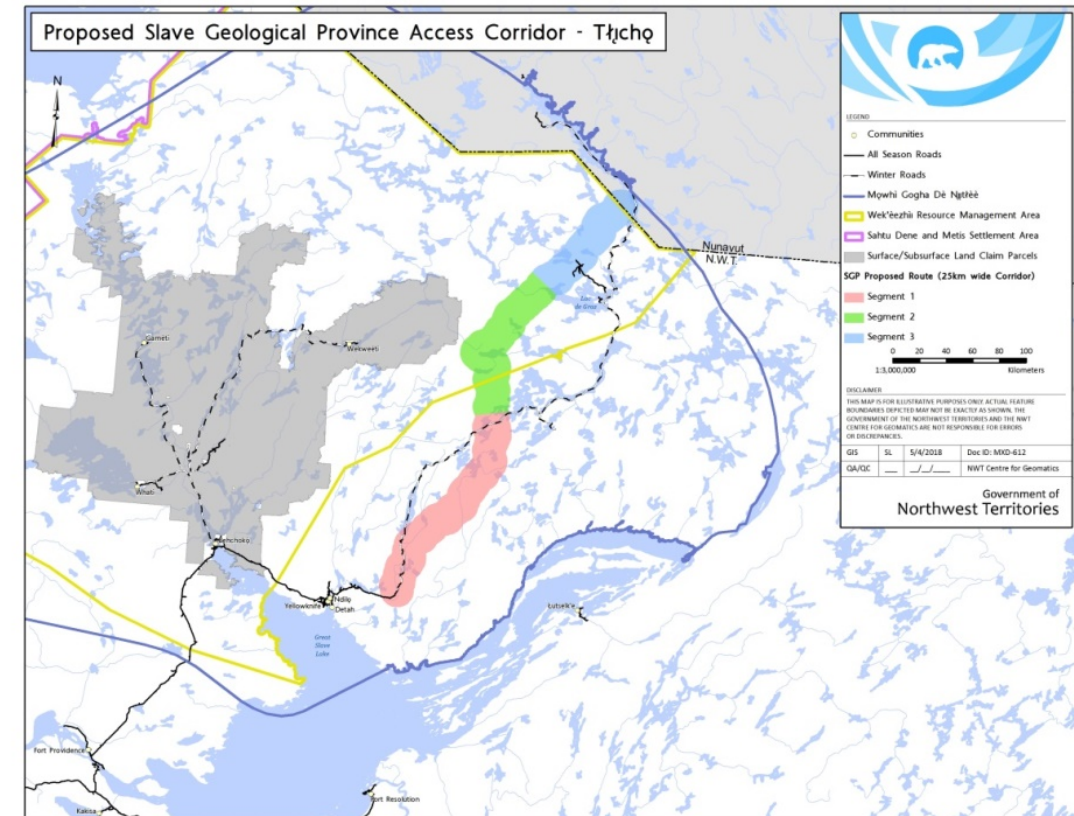 Proposed Slave Geological Province Access Corridor - Tłı̨chǫ
N
Nunavut
N.W.T.
Lac
de Gras
Gamètì
Wekweètì
Whatì
Behchokǫ̀
Yellowknife
Ndilǫ
Detah
Great
Slave
Lake
Łutselk'e
Fort Providence
Kakisa
Fort Resolution
LEGEND
Communities
All Season Roads
Winter Roads
Mǫwhì Gogha Dè Nı̨tłèè
Wek'èezhìı Resource Management Area
Sahtu Dene and Metis Settlement Area
Surface/Subsurface Land Claim Parcels
SGP Proposed Route (25km wide Corridor)
Segment 1
Segment 2
Segment 3
0 20 40 60 80 100
1:3,000,000 Kilometers
DISCLAIMER
THIS MAP IS FOR ILLUSTRATIVE PURPOSES ONLY. ACTUAL FEATURE
BOUNDARIES DEPICTED MAY NOT BE EXACTLY AS SHOWN. THE
GOVERNMENT OF THE NORTHWEST TERRITORIES AND THE NWT
CENTRE FOR GEOMATICS ARE NOT RESPONSIBLE FOR ERRORS
OR DISCREPANCIES.
GIS SL 5/4/2018 Doc ID: MXD-612
QA/QC ___ __/__/____ NWT Centre for Geomatics
Government of
Northwest Territories